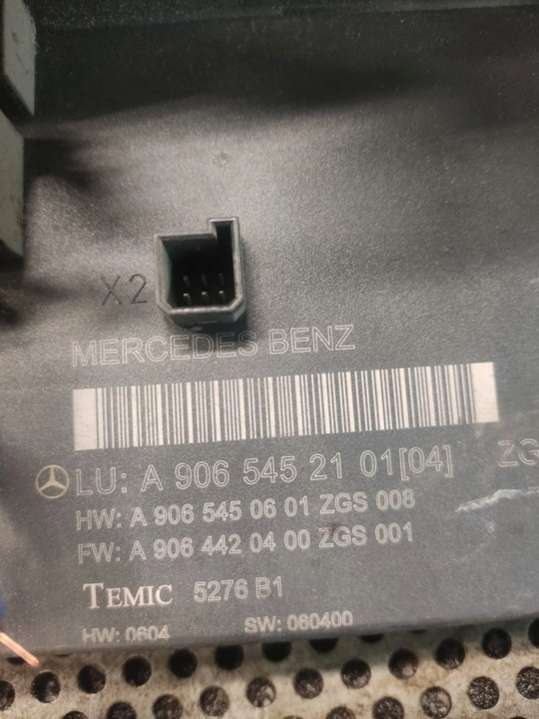 X2
MERCEDES BENZ
LU: A 906 545 21 01[04] ZG
HW: A 906 545 06 01 ZGS 008
FW: A 906 442 04 00 ZGS 001
TEMIC 5276 B1
HW: 0604 SW: 060400